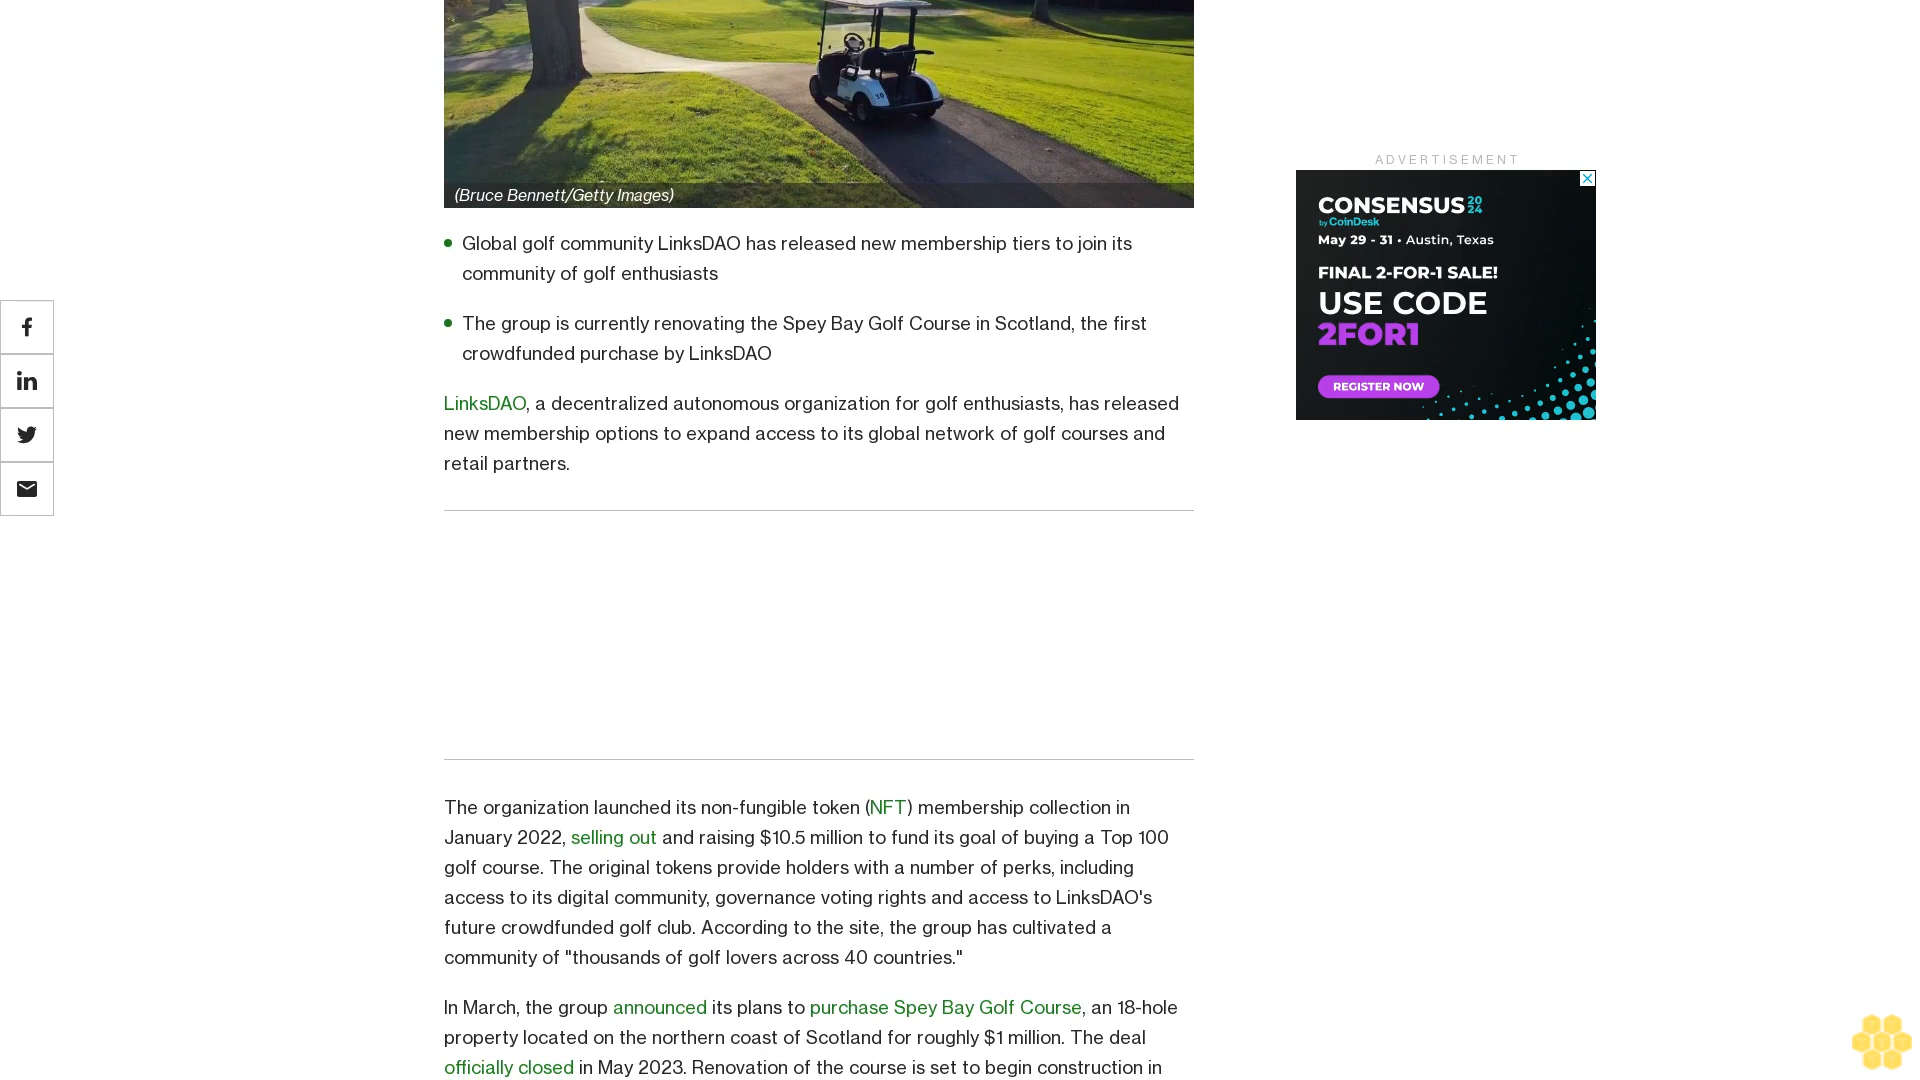 30
(Bruce Bennett/Getty Images)
Global golf community LinksDAO has released new membership tiers to join its
community of golf enthusiasts
The group is currently renovating the Spey Bay Golf Course in Scotland, the first
crowdfunded purchase by LinksDAO
LinksDAO, a decentralized autonomous organization for golf enthusiasts, has released
new membership options to expand access to its global network of golf courses and
retail partners.
The organization launched its non-fungible token (NFT) membership collection in
January 2022, selling out and raising $10.5 million to fund its goal of buying a Top 100
golf course. The original tokens provide holders with a number of perks, including
access to its digital community, governance voting rights and access to LinksDAO's
future crowdfunded golf club. According to the site, the group has cultivated a
community of "thousands of golf lovers across 40 countries."
In March, the group announced its plans to purchase Spey Bay Golf Course, an 18-hole
property located on the northern coast of Scotland for roughly $1 million. The deal
officially closed in May 2023. Renovation of the course is set to begin construction in
ADVERTISEMENT
CONSENSUS 20
24
by CoinDesk
May 29 - 31 • Austin, Texas
FINAL 2-FOR-1 SALE!
USE CODE
2FOR1
REGISTER NOW